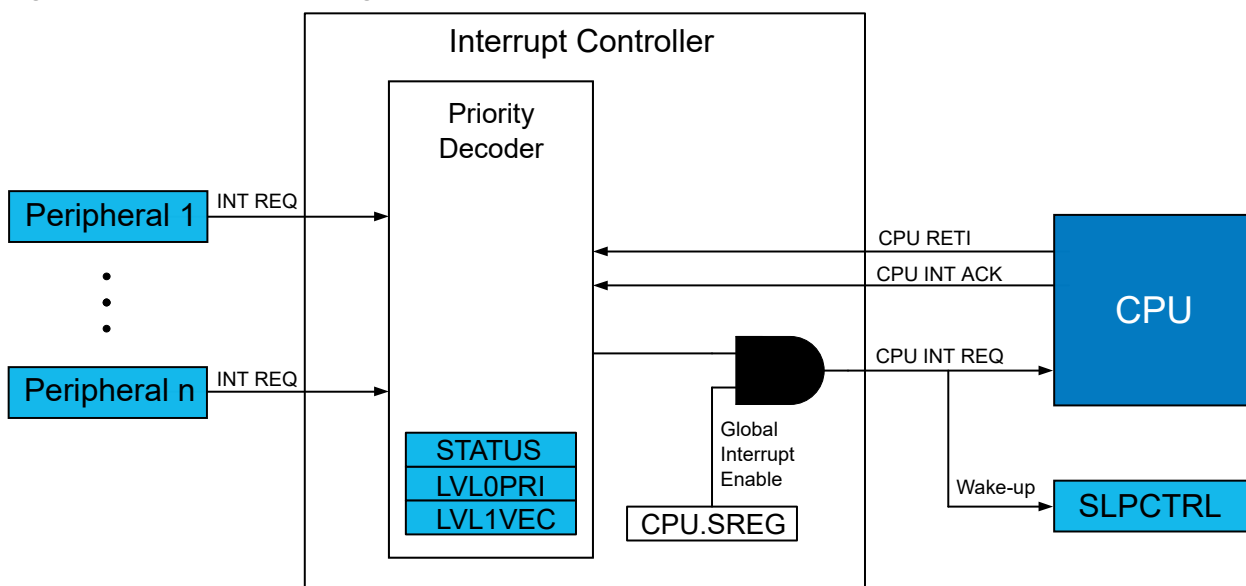 Interrupt Controller
Priority
Decoder
INT REQ
Peripheral 1
CPU RETI
CPU INT ACK
CPU
CPU INT REQ
INT REQ
Peripheral n
Global
Interrupt
Enable
STATUS
LVL0PRI
LVL1VEC
Wake-up
SLPCTRL
CPU.SREG